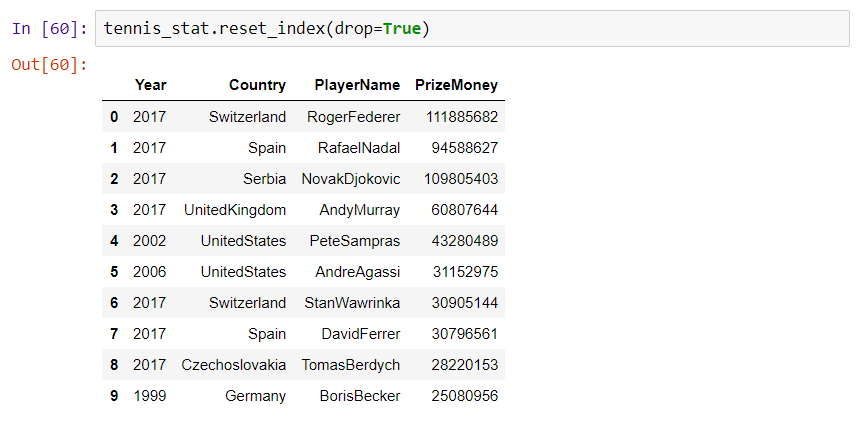 In [60]: tennis_stat.reset_index(drop=True)
Out[60]:
Year Country PlayerName PrizeMoney
0 2017 Switzerland RogerFederer 111885682
1 2017 Spain RafaelNadal 94588627
2 2017 Serbia NovakDjokovic 109805403
3 2017 UnitedKingdom AndyMurray 60807644
4 2002 UnitedStates PeteSampras 43280489
5 2006 UnitedStates AndreAgassi 31152975
6 2017 Switzerland StanWawrinka 30905144
7 2017 Spain DavidFerrer 30796561
8 2017 Czechoslovakia TomasBerdych 28220153
9 1999 Germany BorisBecker 25080956